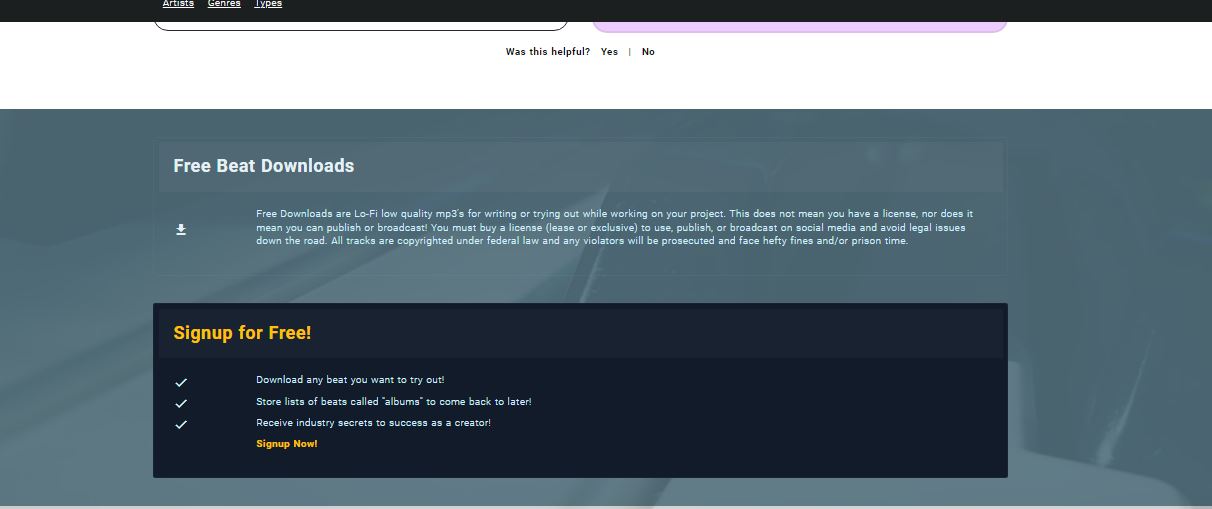 Artists Genres Types
Was this helpful? Yes | No
Free Beat Downloads
Free Downloads are Lo-Fi low quality mp3's for writing or trying out while working on your project. This does not mean you have a license, nor does it
mean you can publish or broadcast! You must buy a license (lease or exclusive) to use, publish, or broadcast on social media and avoid legal issues
down the road. All tracks are copyrighted under federal law and any violators will be prosecuted and face hefty fines and/or prison time.
Signup for Free!
Download any beat you want to try out!
Store lists of beats called "albums" to come back to later!
Receive industry secrets to success as a creator!
Signup Now!